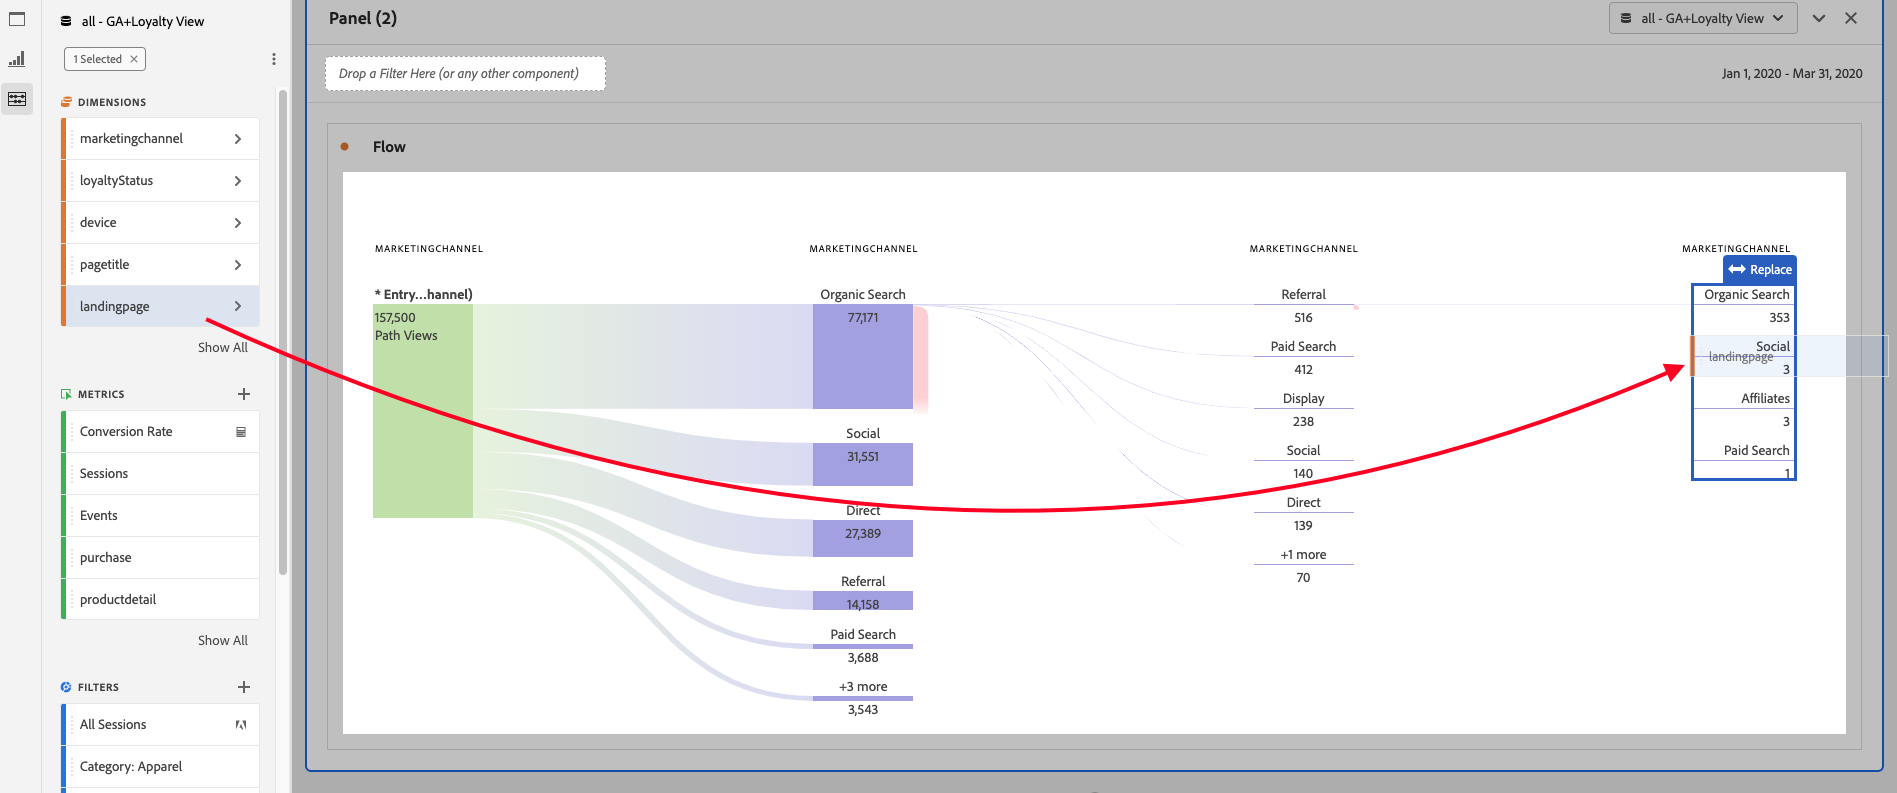 all - GA+Loyalty View
1 Selected
DIMENSIONS
marketingchannel
loyaltyStatus
device
pagetitle
landingpage
Show All
METRICS
Conversion Rate
Sessions
Events
purchase
productdetail
Show All
FILTERS
All Sessions
Category: Apparel
Panel (2)
all - GA+Loyalty View
Drop a Filter Here (or any other component)
Jan 1, 2020 - Mar 31, 2020
Flow
MARKETINGCHANNEL
* Entry...hannel)
157,500
Path Views
MARKETINGCHANNEL
Organic Search
77,171
Social
31,551
Direct
27,389
Referral
14,158
Paid Search
3,688
+3 more
3,543
MARKETINGCHANNEL
Referral
516
Paid Search
412
Display
238
Social
140
Direct
139
+1 more
70
MARKETINGCHANNEL
Replace
Organic Search
353
Social
landingpage
3
Affiliates
3
Paid Search
1